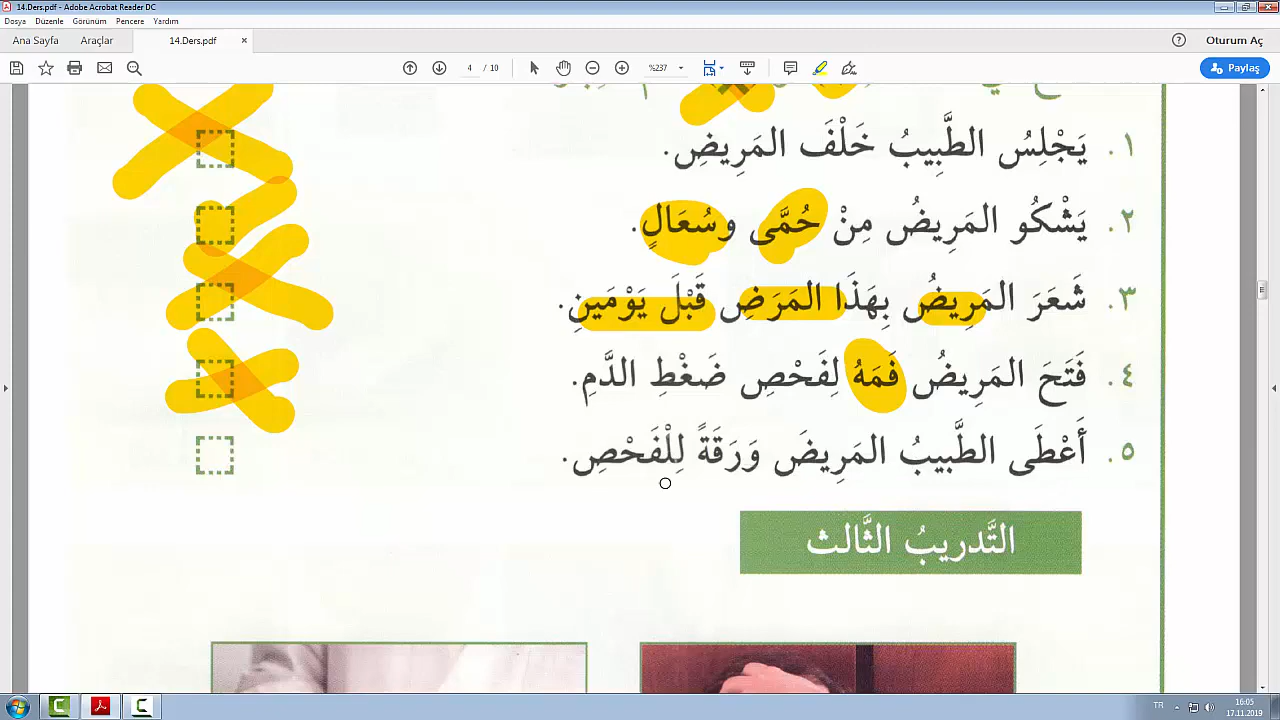 14.Ders.pdf - Adobe Acrobat Reader DC
Dosya Düzenle Görünüm Pencere Yardım
Ana Sayfa Araçlar 14.Ders.pdf × Oturum Aç
4 / 10 %237 Paylaş
١. يَجْلِسُ الطَّبِيبُ خَلْفَ المَرِيضِ.
٢. يَشْكُو المَرِيضُ مِنْ حُمَّى وسُعَالٍ.
٣. شَعَرَ المَرِيضُ بِهَذَا المَرَضِ قَبْلَ يَوْمَينِ.
٤. فَتَحَ المَرِيضُ فَمَهُ لِفَحْصِ ضَغْطِ الدَّمِ.
٥. أَعْطَى الطَّبِيبُ المَرِيضَ وَرَقَةً لِلْفَحْصِ.
التَّدريبُ الثَّالث
TR 16:05
17.11.2019